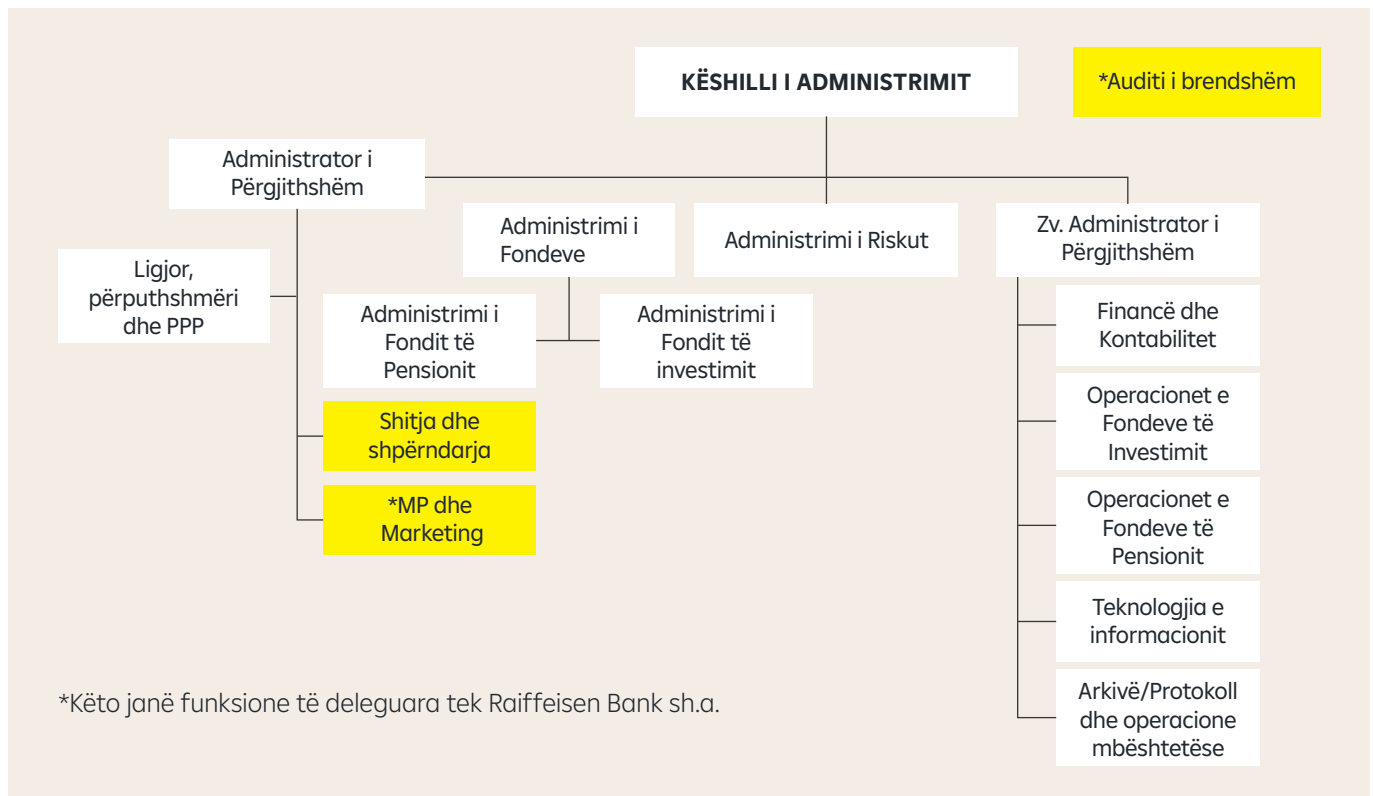 KËSHILLI I ADMINISTRIMIT
*Auditi i brendshëm
Administrator i
Përgjithshëm
Administrimi i
Fondeve
Administrimi i Riskut
Zv. Administrator i
Përgjithshëm
Ligjor,
përputhshmëri
dhe PPP
Administrimi i
Fondit të
Pensionit
Administrimi i
Fondit të
investimit
Shitja dhe
shpërndarja
*MP dhe
Marketing
Financë dhe
Kontabilitet
Operacionet e
Fondeve të
Investimit
Operacionet e
Fondeve të
Pensionit
Teknologjia e
informacionit
Arkivë/Protokoll
dhe operacione
mbështetëse
*Këto janë funksione të deleguara tek Raiffeisen Bank sh.a.